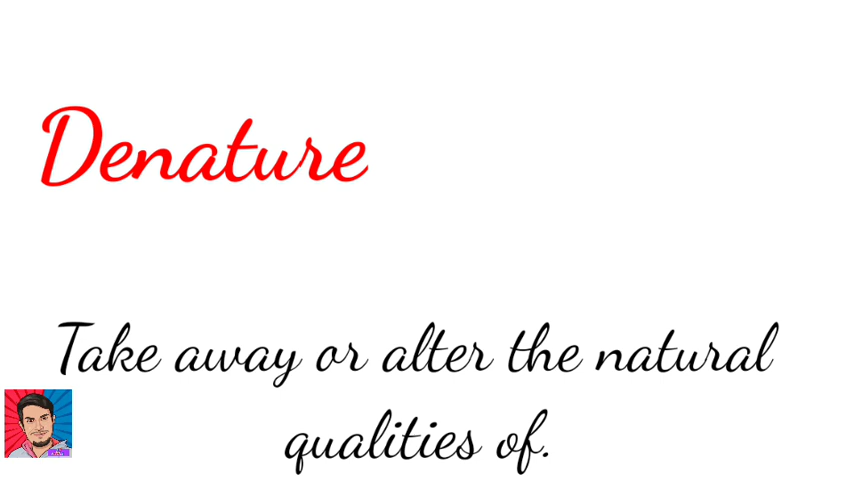 Denature
Take away or alter the natural
qualities of.